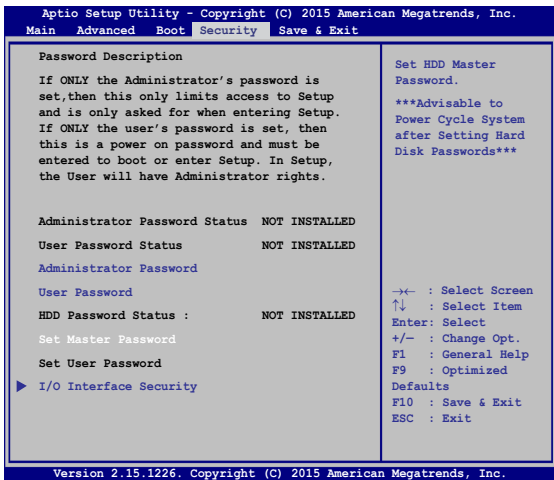 Aptio Setup Utility - Copyright (C) 2015 American Megatrends, Inc.
Main Advanced Boot Security Save & Exit
Password Description
If ONLY the Administrator's password is
set,then this only limits access to Setup
and is only asked for when entering Setup.
If ONLY the user's password is set, then
this is a power on password and must be
entered to boot or enter Setup. In Setup,
the User will have Administrator rights.
Administrator Password Status NOT INSTALLED
User Password Status NOT INSTALLED
Administrator Password
User Password
HDD Password Status : NOT INSTALLED
Set Master Password
Set User Password
I/O Interface Security
Set HDD Master
Password.
***Advisable to
Power Cycle System
after Setting Hard
Disk Passwords***
→← : Select Screen
↑↓ : Select Item
Enter: Select
+/— : Change Opt.
F1 : General Help
F9 : Optimized
Defaults
F10 : Save & Exit
ESC : Exit
Version 2.15.1226. Copyright (C) 2015 American Megatrends, Inc.